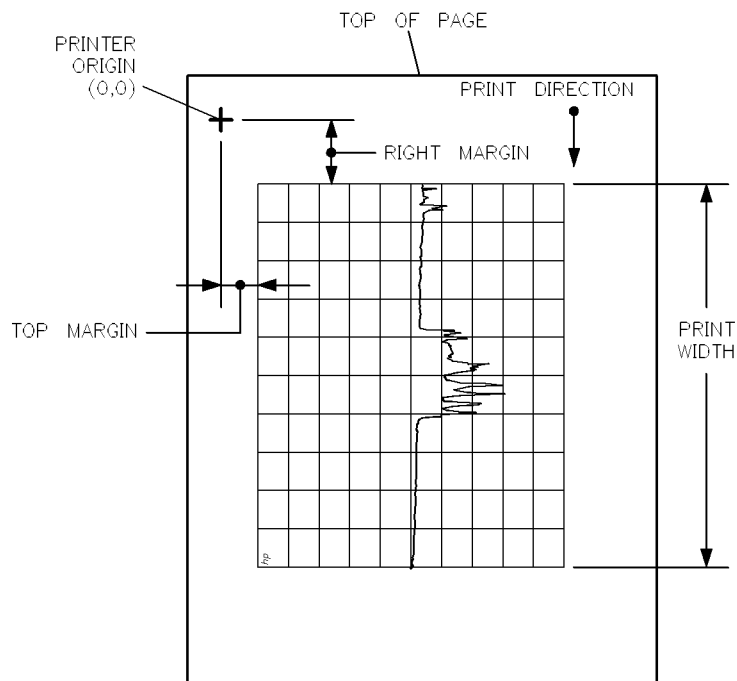 TOP OF PAGE
PRINTER
ORIGIN
(0,0)
PRINT DIRECTION
RIGHT MARGIN
TOP MARGIN
PRINT
WIDTH
hp